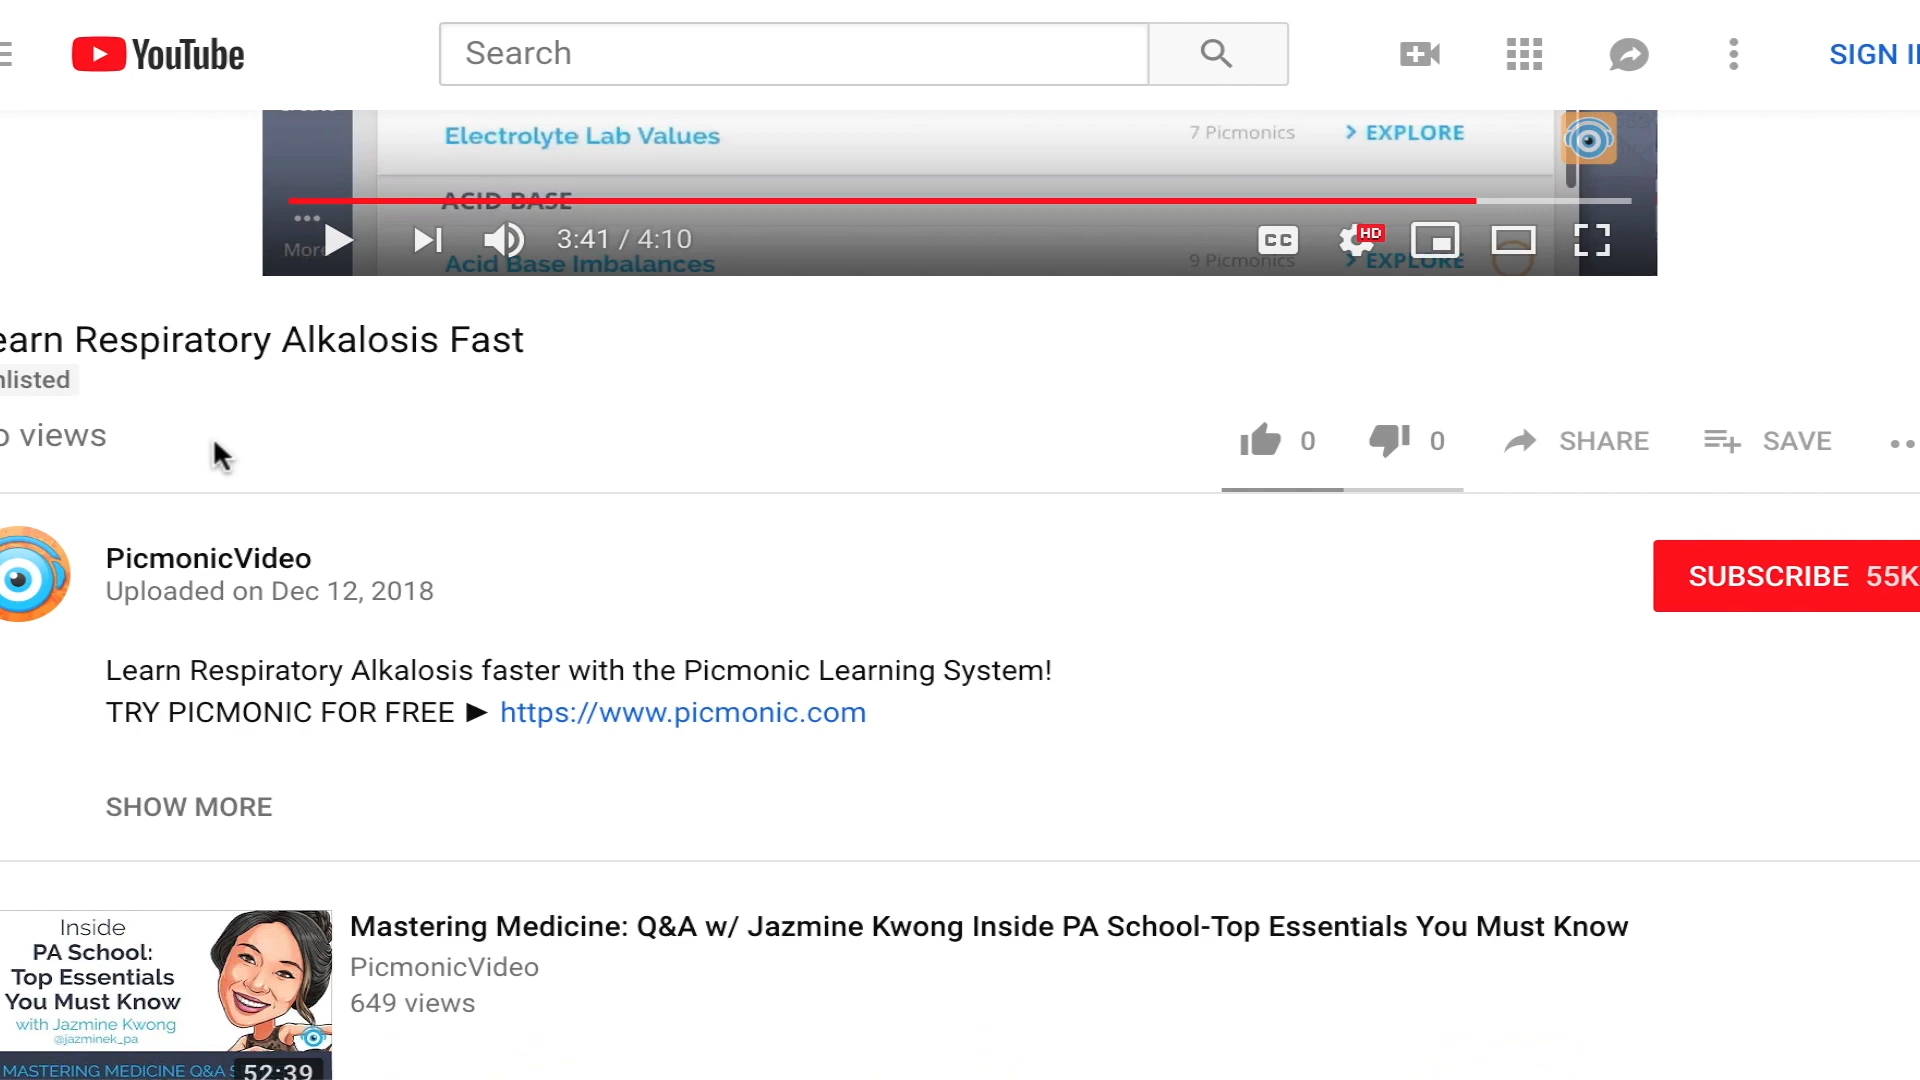 YouTube
Search
SIGN I
Electrolyte Lab Values
7 Picmonics
EXPLORE
ACID BASE
More
3:41 / 4:10
CC
HD
Acid Base Imbalances
9 Picmonics
EXPLORE
earn Respiratory Alkalosis Fast
nlisted
o views
0
0
SHARE
SAVE
PicmonicVideo
Uploaded on Dec 12, 2018
SUBSCRIBE 55K
Learn Respiratory Alkalosis faster with the Picmonic Learning System!
TRY PICMONIC FOR FREE ► https://www.picmonic.com
SHOW MORE
Inside
PA School:
Top Essentials
You Must Know
with Jazmine Kwong
@jazminek_pa
MASTERING MEDICINE Q&A S
52:39
Mastering Medicine: Q&A w/ Jazmine Kwong Inside PA School-Top Essentials You Must Know
PicmonicVideo
649 views